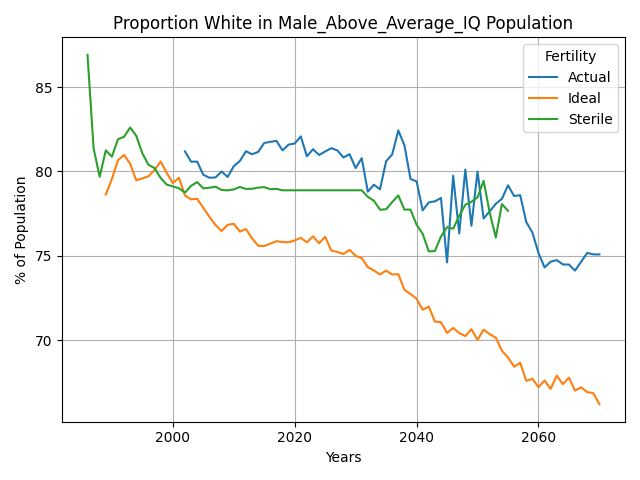 Proportion White in Male_Above_Average_IQ Population
Fertility
Actual
Ideal
Sterile
% of Population
85
80
75
70
2000
2020
2040
2060
Years